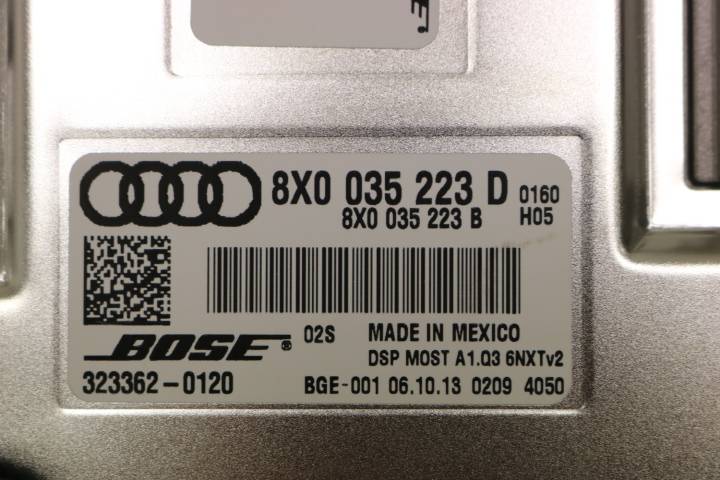 8X0 035 223 D 0160
8X0 035 223 B H05
BOSE® 02S MADE IN MEXICO
DSP MOST A1.Q3 6NXTv2
323362-0120 BGE-001 06.10.13 0209 4050
SE®